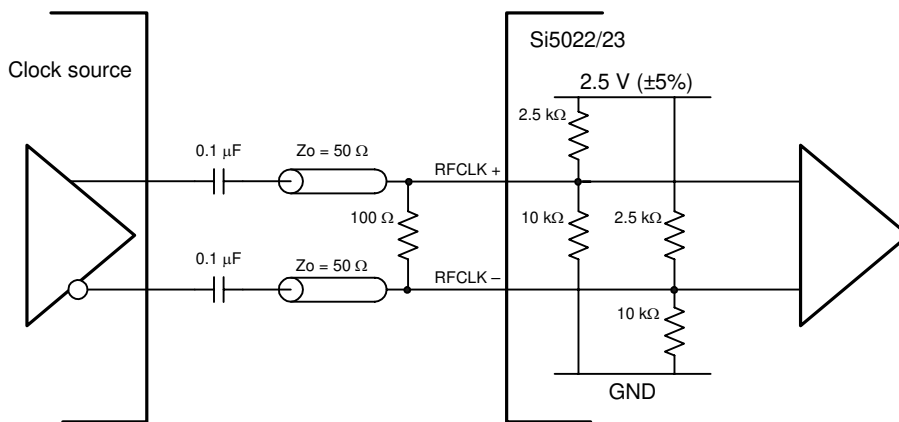 Si5022/23
Clock source
2.5 V (±5%)
2.5 kΩ
0.1 μF
Zo = 50 Ω
RFCLK +
100 Ω
10 kΩ
2.5 kΩ
0.1 μF
Zo = 50 Ω
RFCLK –
10 kΩ
GND